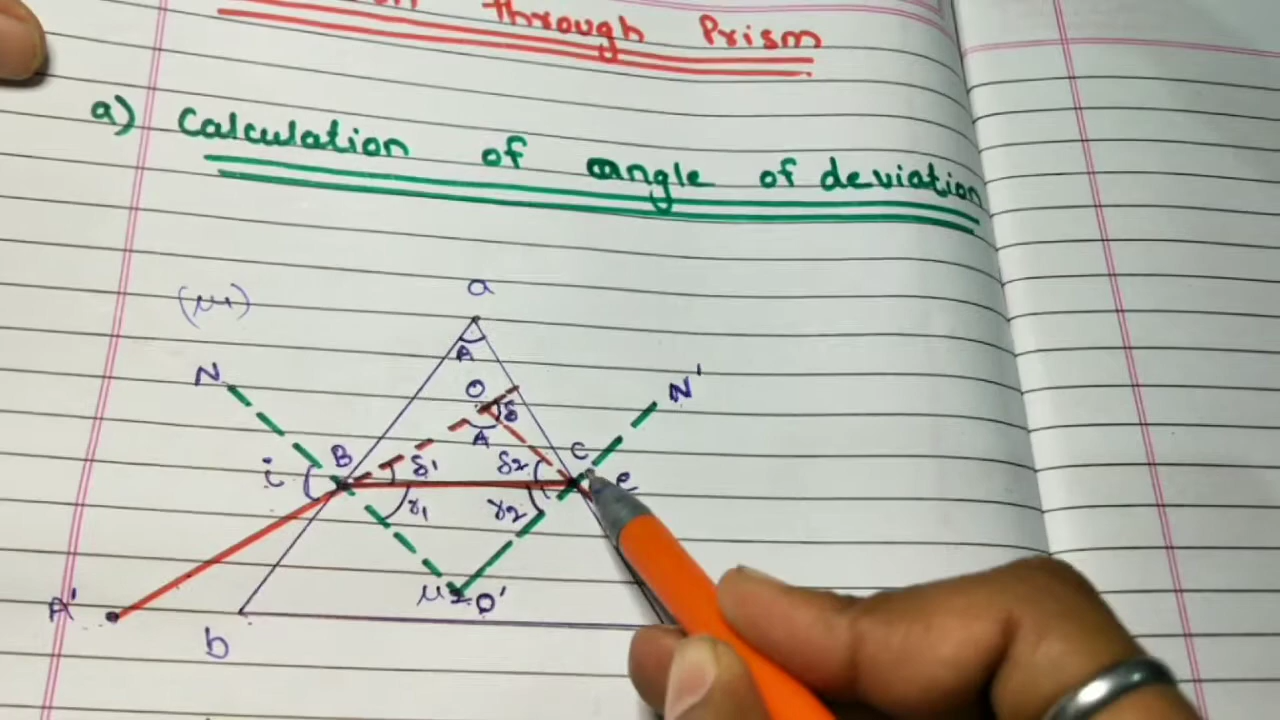 through Prism
a) Calculation of angle of deviation
a
(μ1)
A
N
N'
O
δ
A
B
C
i
δ1
δ2
e
r1
r2
μ2
O'
A'
b